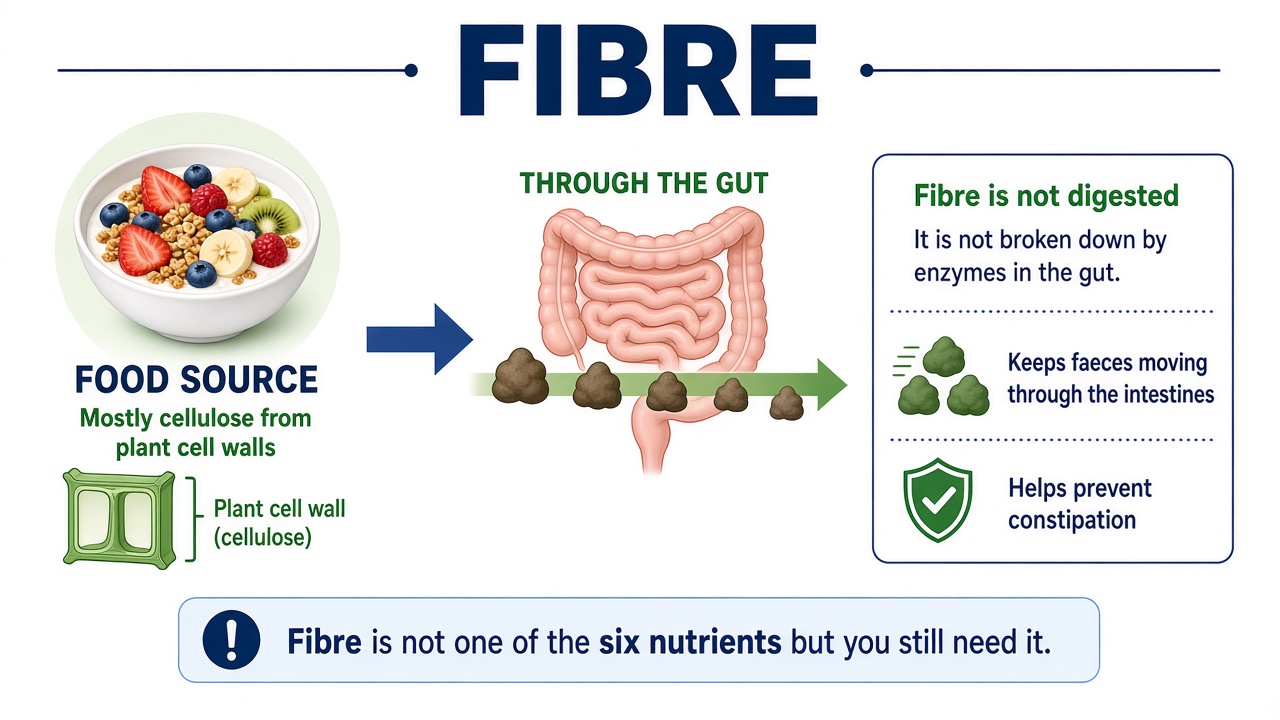 FIBRE
FOOD SOURCE
Mostly cellulose from
plant cell walls
Plant cell wall
(cellulose)
THROUGH THE GUT
Fibre is not digested
It is not broken down by
enzymes in the gut.
Keeps faeces moving
through the intestines
Helps prevent
constipation
Fibre is not one of the six nutrients but you still need it.